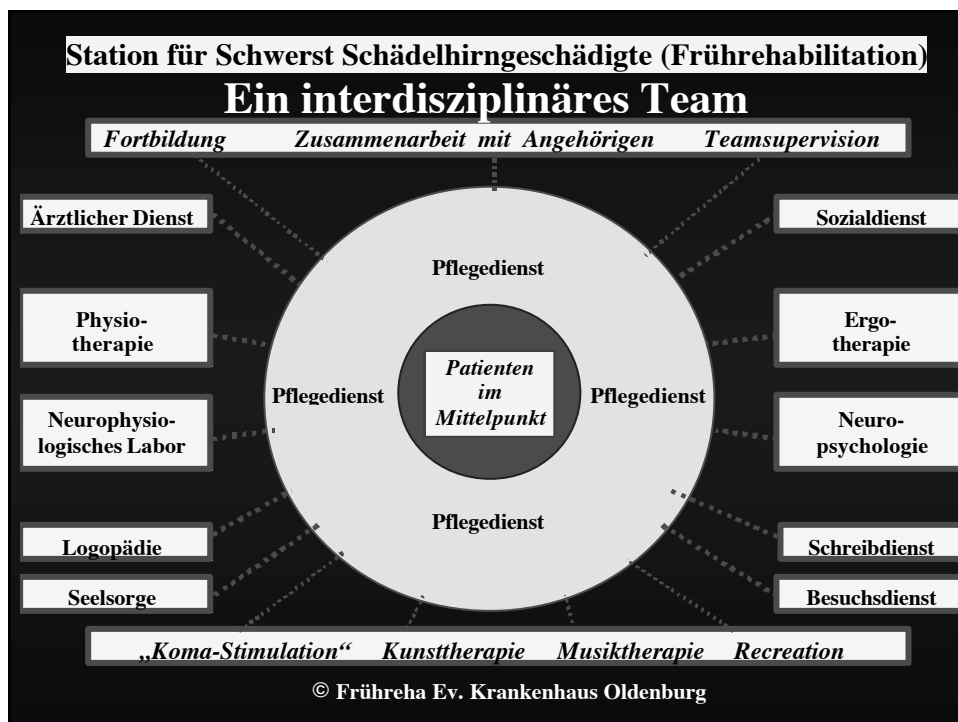 Station für Schwerst Schädelhirngeschädigte (Frührehabilitation)
Ein interdisziplinäres Team
Fortbildung Zusammenarbeit mit Angehörigen Teamsupervision
Ärztlicher Dienst
Sozialdienst
Pflegedienst
Physio-
therapie
Ergo-
therapie
Patienten
im
Mittelpunkt
Pflegedienst
Pflegedienst
Neurophysio-
logisches Labor
Neuro-
psychologie
Pflegedienst
Logopädie
Schreibdienst
Seelsorge
Besuchsdienst
„Koma-Stimulation“ Kunsttherapie Musiktherapie Recreation
© Frühreha Ev. Krankenhaus Oldenburg